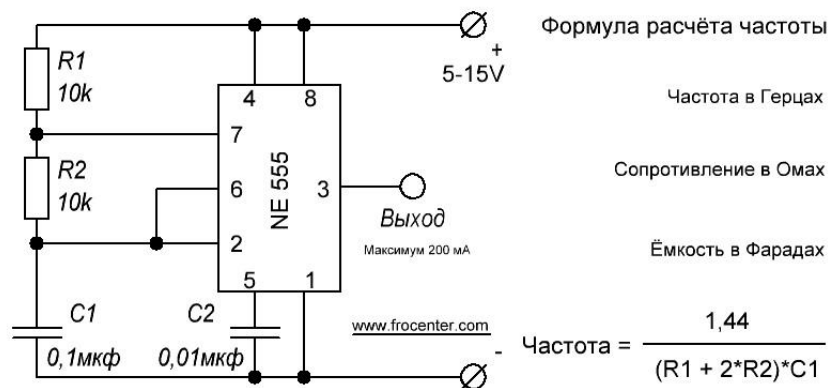 Формула расчёта частоты
R1
10k
+
5-15V
4 8
Частота в Герцах
7
R2
10k
6
NE 555
3
Сопротивление в Омах
2
Выход
Максимум 200 мА
Ёмкость в Фарадах
5 1
C1
0,1мкф
C2
0,01мкф
www.frocenter.com
-
Частота = 1,44
(R1 + 2*R2)*C1